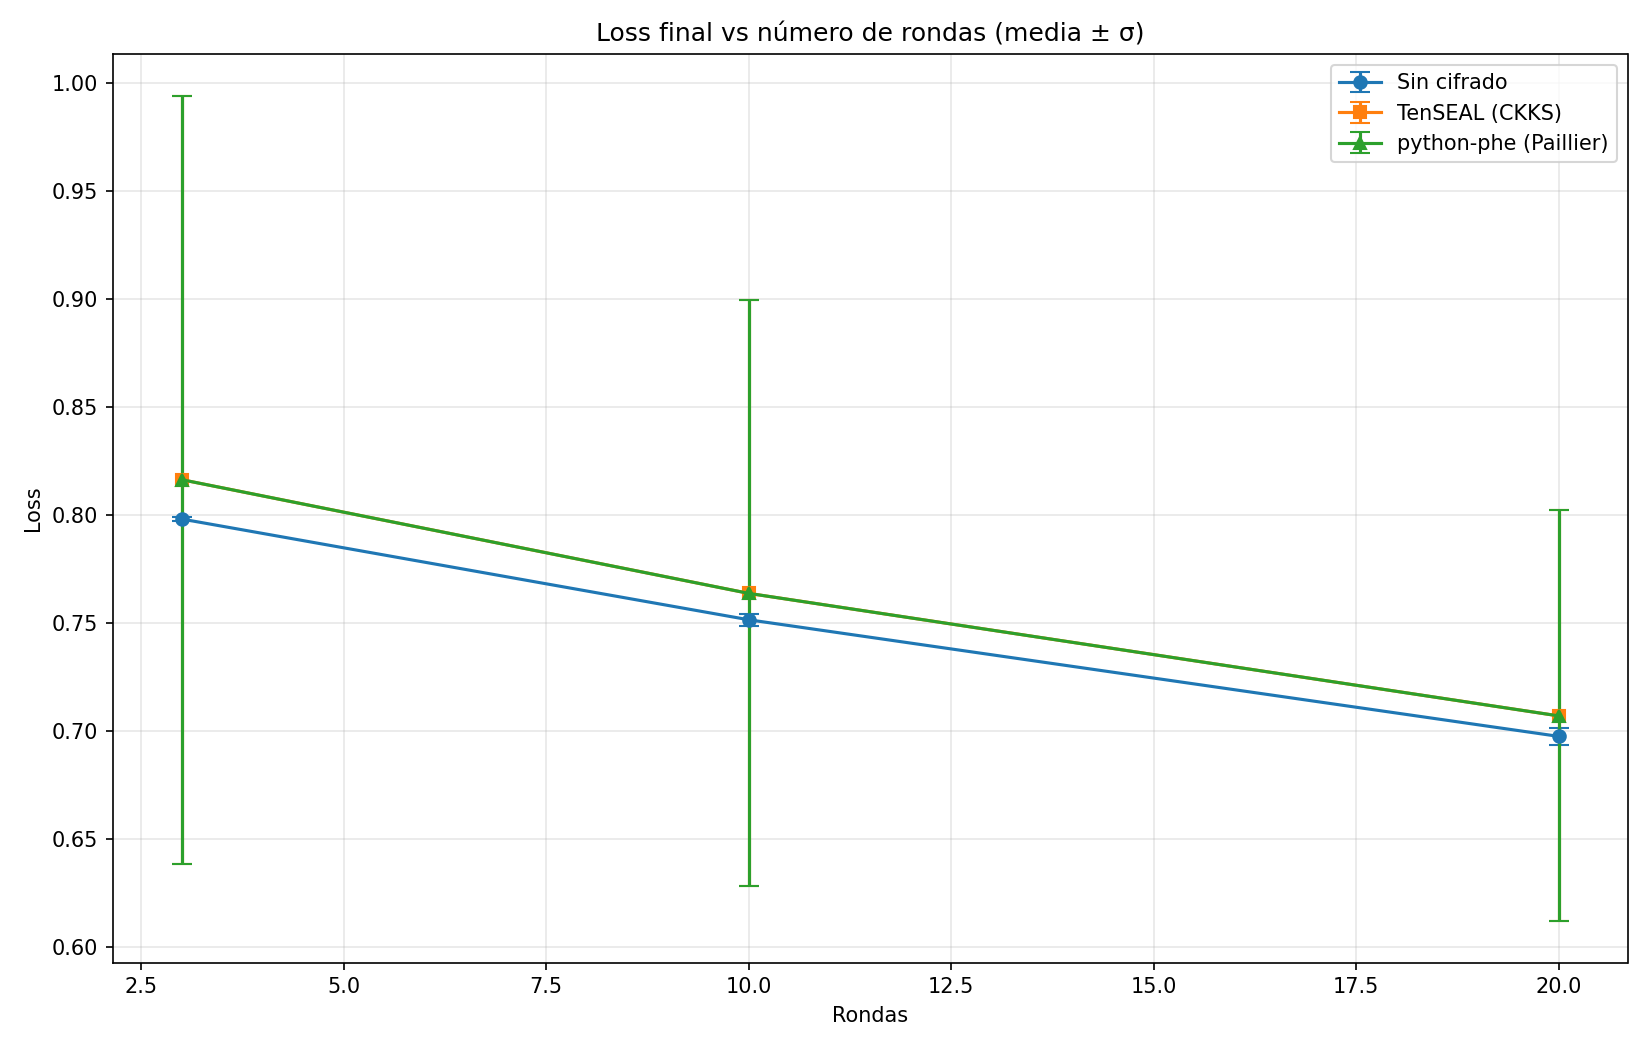 Loss final vs número de rondas (media ± σ)
Sin cifrado
TenSEAL (CKKS)
python-phe (Paillier)
1.00
0.95
0.90
0.85
0.80
0.75
0.70
0.65
0.60
Loss
2.5 5.0 7.5 10.0 12.5 15.0 17.5 20.0
Rondas